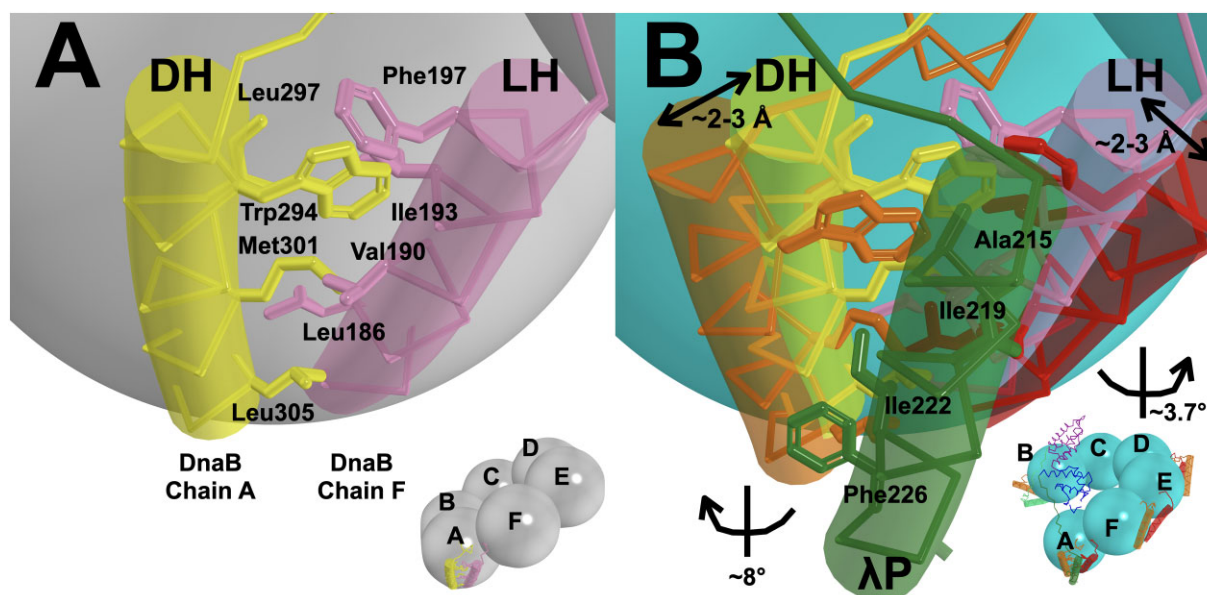 A
DH
LH
Leu297
Phe197
Trp294
Ile193
Met301
Val190
Leu186
Leu305
DnaB
Chain A
DnaB
Chain F
D
C
E
B
A
F
B
DH
LH
~2-3 Å
~2-3 Å
Ala215
Ile219
Ile222
Phe226
λP
~8°
~3.7°
D
C
B
E
A
F